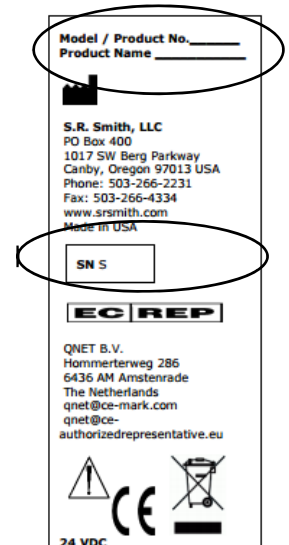 Model / Product No.______
Product Name ___________
S.R. Smith, LLC
PO Box 400
1017 SW Berg Parkway
Canby, Oregon 97013 USA
Phone: 503-266-2231
Fax: 503-266-4334
www.srsmith.com
Made in USA
SN S
EC REP
QNET B.V.
Hommerterweg 286
6436 AM Amstenrade
The Netherlands
qnet@ce-mark.com
qnet@ce-
authorizedrepresentative.eu
CE
24 VDC